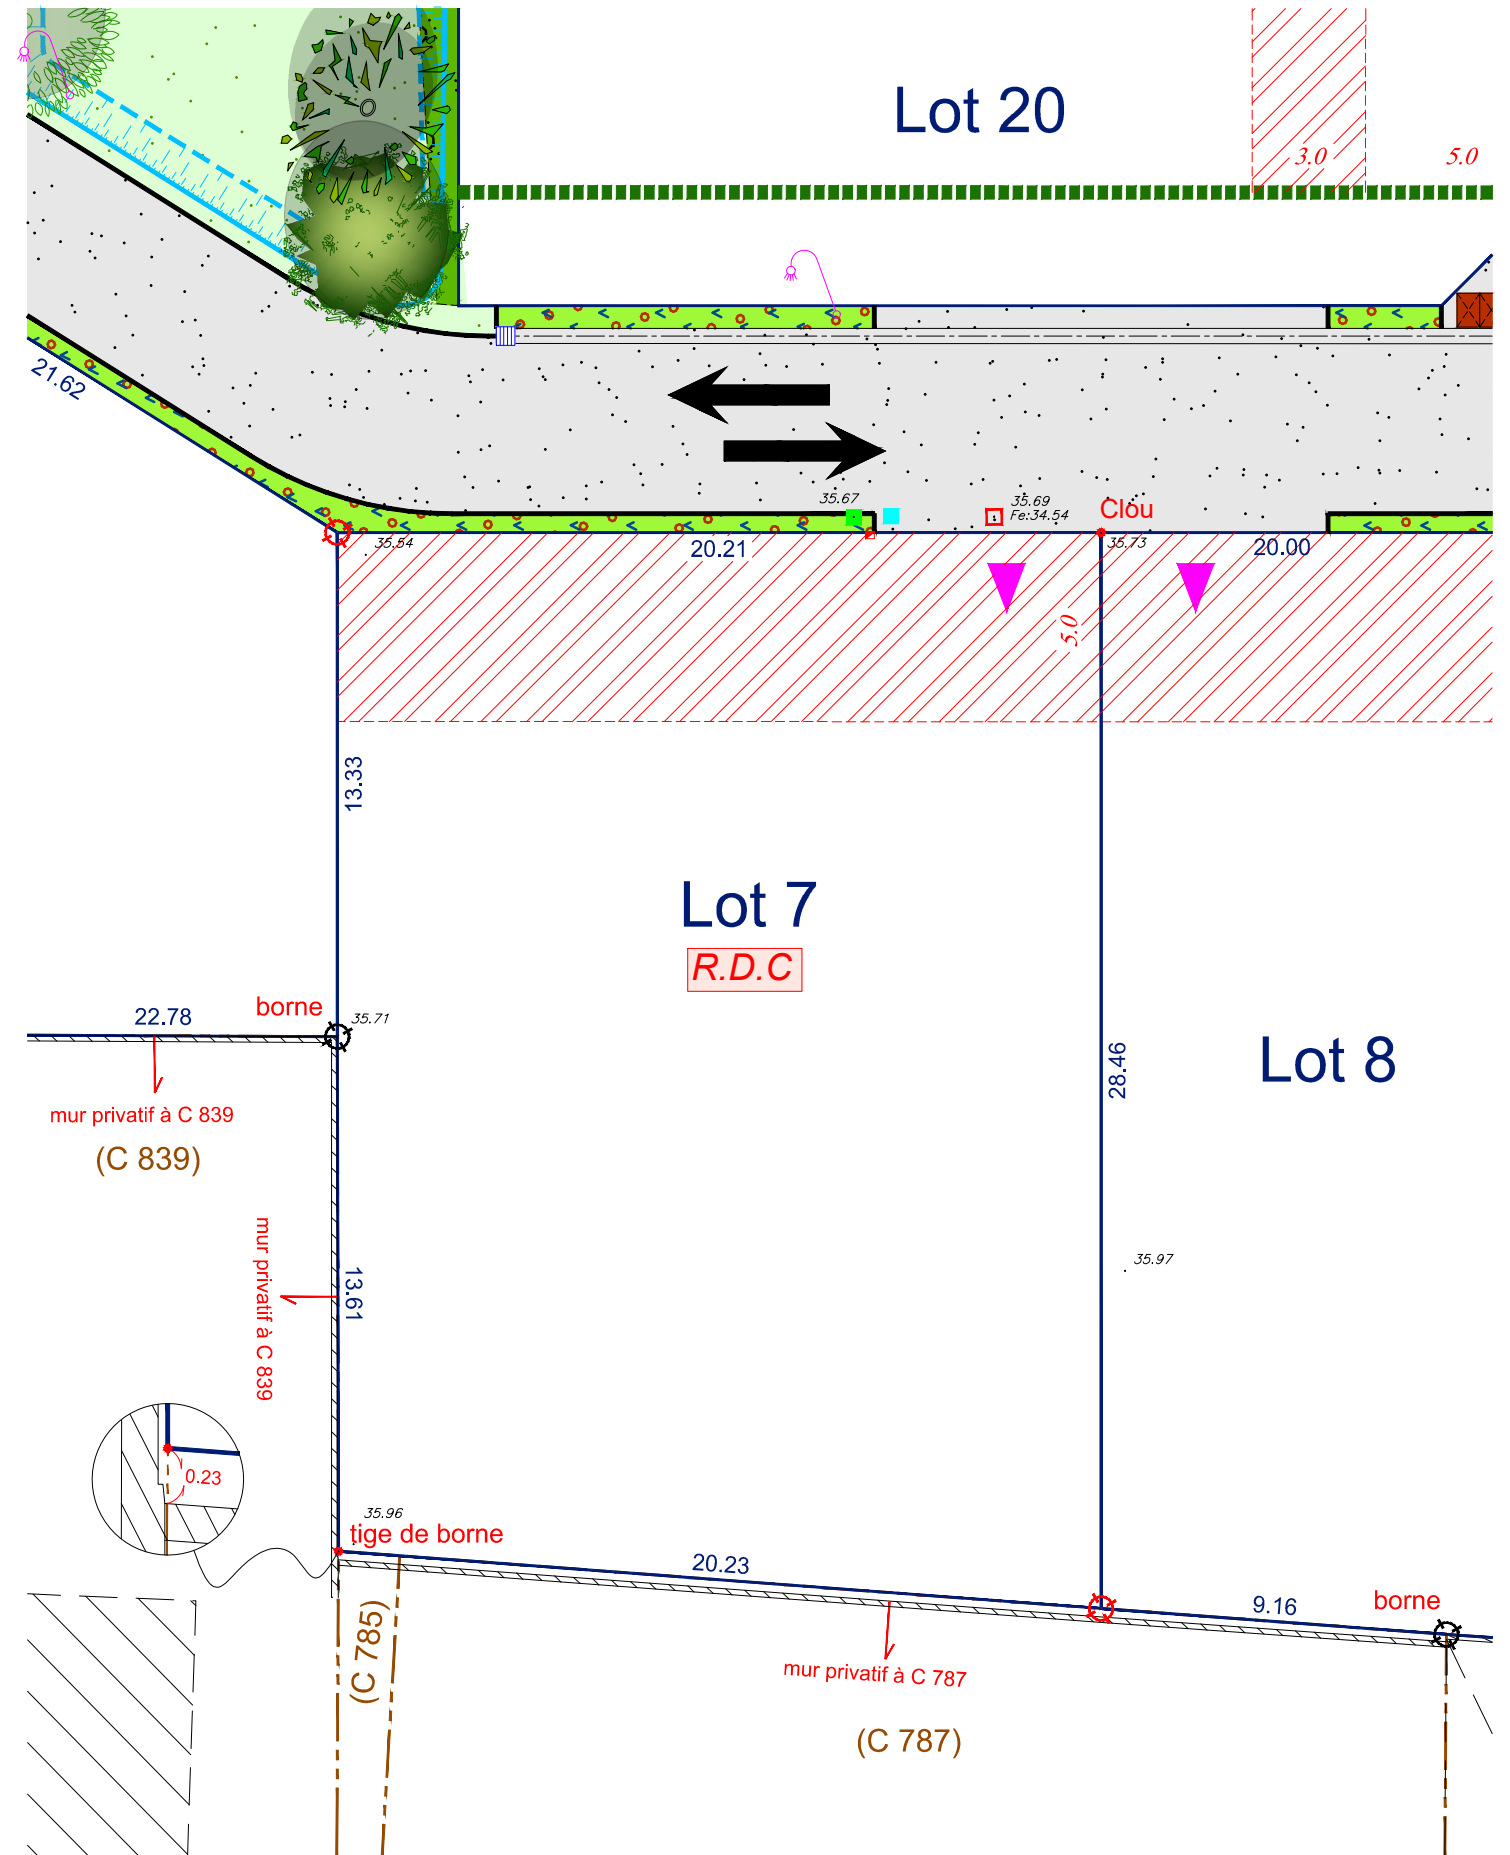 Lot 20
3.0
5.0
21.62
35.67
35.69
Fe:34.54
Clou
35.54
20.21
35.73
20.00
5.0
13.33
Lot 7
R.D.C
22.78
borne
35.71
28.46
Lot 8
mur privatif à C 839
(C 839)
mur privatif à C 839
13.61
35.97
0.23
35.96
tige de borne
20.23
9.16
borne
(C 785)
mur privatif à C 787
(C 787)